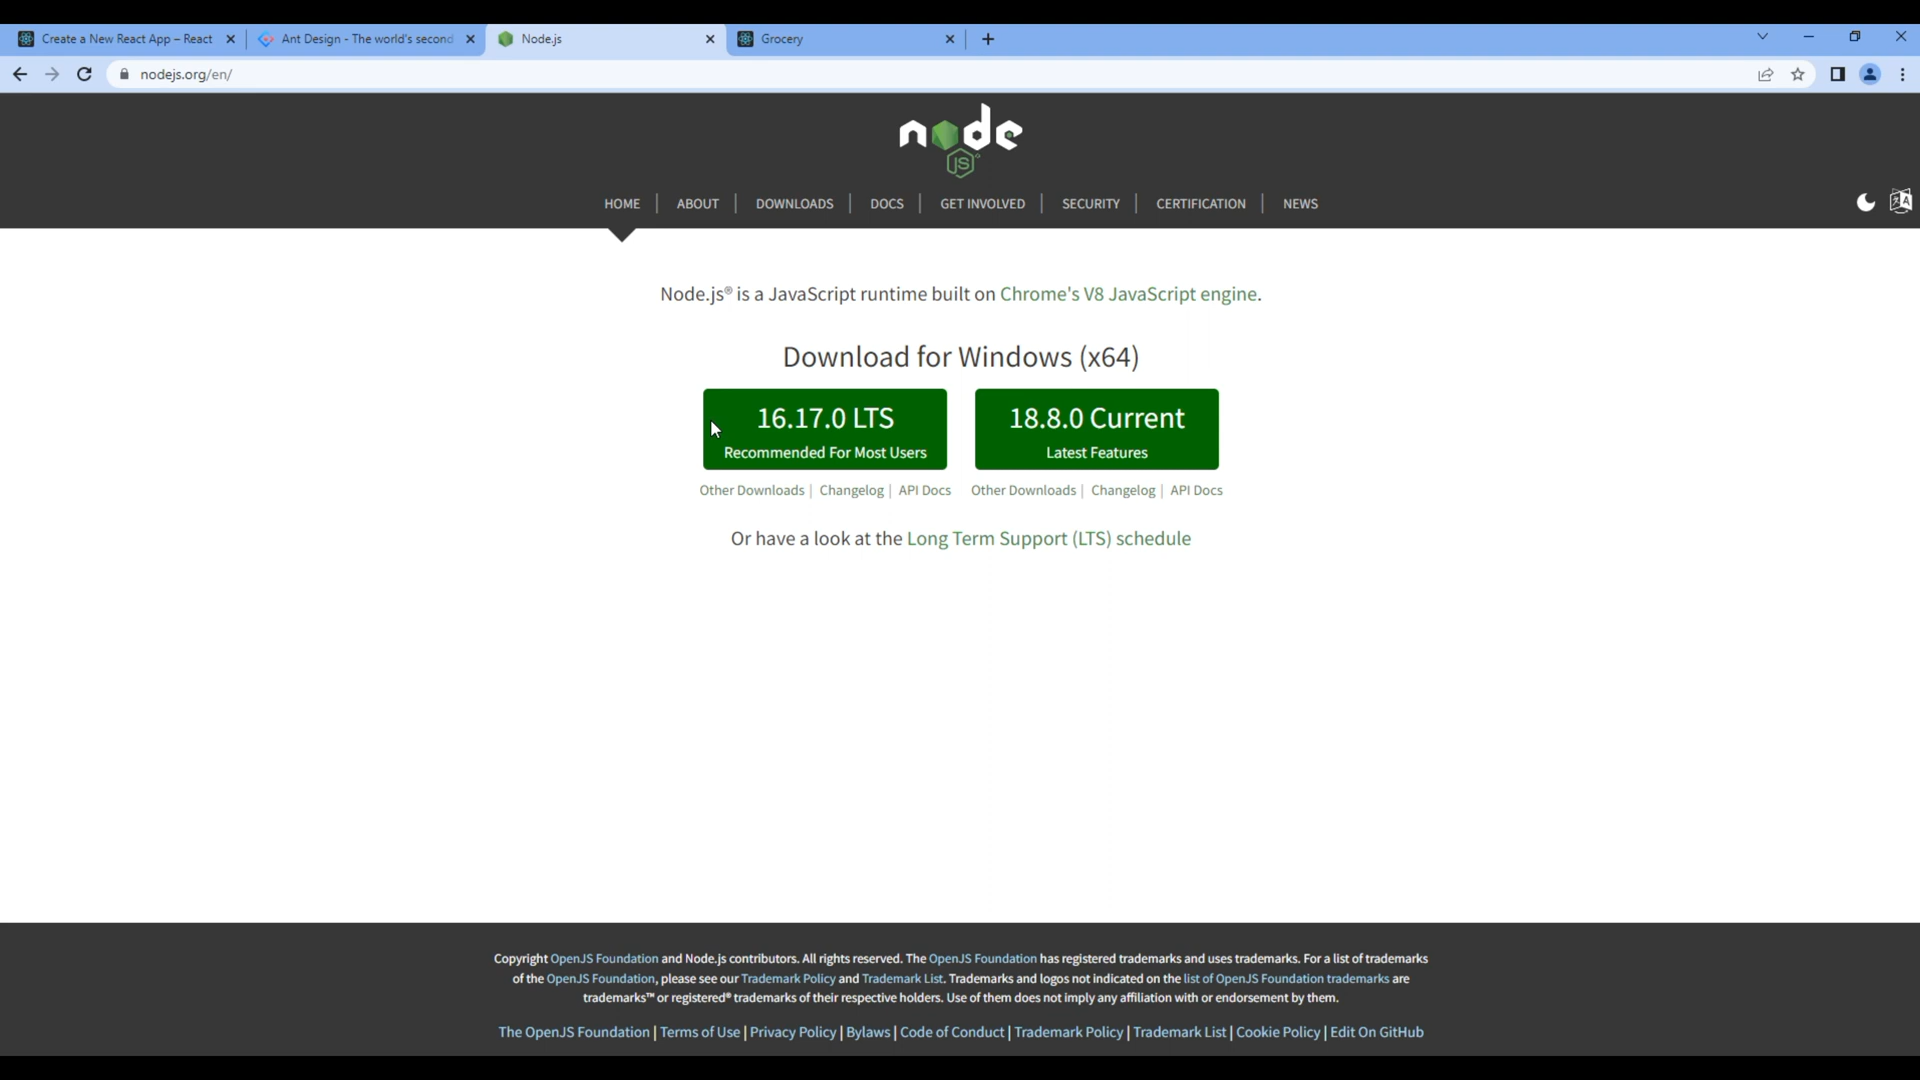 Create a New React App – React
Ant Design - The world's second
Node.js
Grocery
nodejs.org/en/
node
JS
HOME | ABOUT | DOWNLOADS | DOCS | GET INVOLVED | SECURITY | CERTIFICATION | NEWS
Node.js® is a JavaScript runtime built on Chrome's V8 JavaScript engine.
Download for Windows (x64)
16.17.0 LTS
Recommended For Most Users
18.8.0 Current
Latest Features
Other Downloads | Changelog | API Docs
Other Downloads | Changelog | API Docs
Or have a look at the Long Term Support (LTS) schedule
Copyright OpenJS Foundation and Node.js contributors. All rights reserved. The OpenJS Foundation has registered trademarks and uses trademarks. For a list of trademarks
of the OpenJS Foundation, please see our Trademark Policy and Trademark List. Trademarks and logos not indicated on the list of OpenJS Foundation trademarks are
trademarks™ or registered® trademarks of their respective holders. Use of them does not imply any affiliation with or endorsement by them.
The OpenJS Foundation | Terms of Use | Privacy Policy | Bylaws | Code of Conduct | Trademark Policy | Trademark List | Cookie Policy | Edit On GitHub